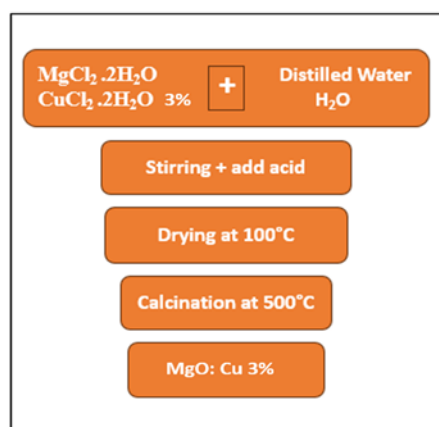 MgCl₂ .2H₂O + Distilled Water
CuCl₂ .2H₂O 3% H₂O
Stirring + add acid
Drying at 100°C
Calcination at 500°C
MgO: Cu 3%